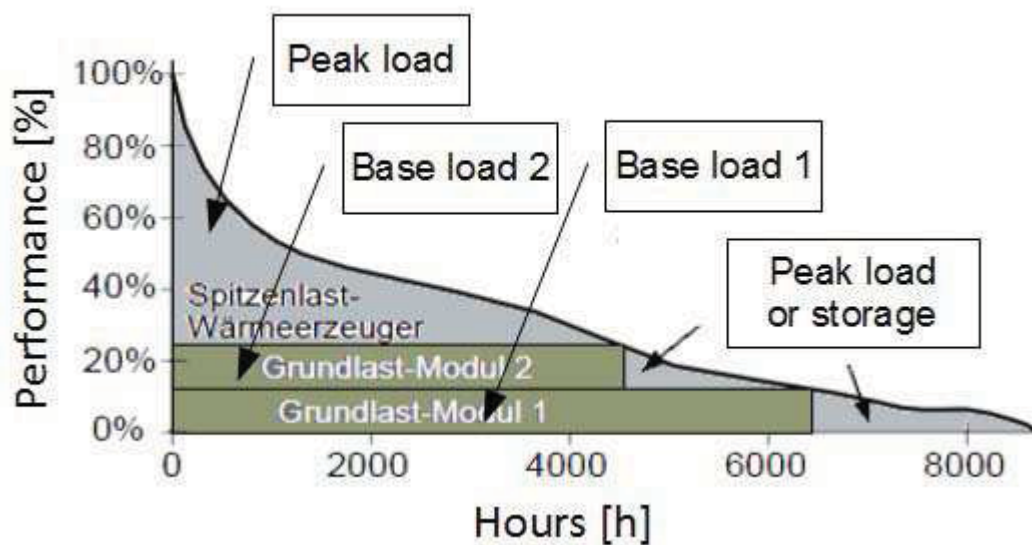 Peak load
100%
Base load 2
Base load 1
80%
60%
Peak load
or storage
40%
Spitzenlast-
Wärmeerzeuger
20%
Grundlast-Modul 2
Grundlast-Modul 1
0%
0 2000 4000 6000 8000
Hours [h]
Performance [%]